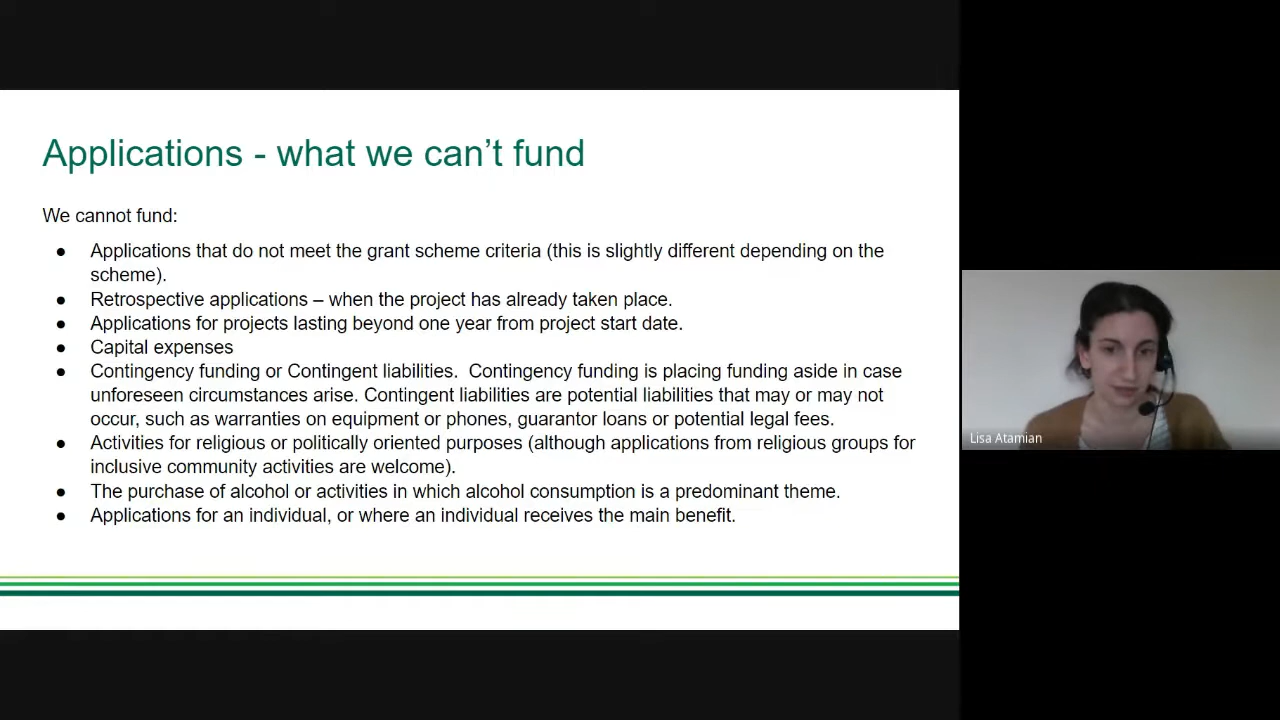 Applications - what we can’t fund
We cannot fund:
● Applications that do not meet the grant scheme criteria (this is slightly different depending on the
scheme).
● Retrospective applications – when the project has already taken place.
● Applications for projects lasting beyond one year from project start date.
● Capital expenses
● Contingency funding or Contingent liabilities.  Contingency funding is placing funding aside in case
unforeseen circumstances arise. Contingent liabilities are potential liabilities that may or may not
occur, such as warranties on equipment or phones, guarantor loans or potential legal fees.
● Activities for religious or politically oriented purposes (although applications from religious groups for
inclusive community activities are welcome).
● The purchase of alcohol or activities in which alcohol consumption is a predominant theme.
● Applications for an individual, or where an individual receives the main benefit.
Lisa Atamian